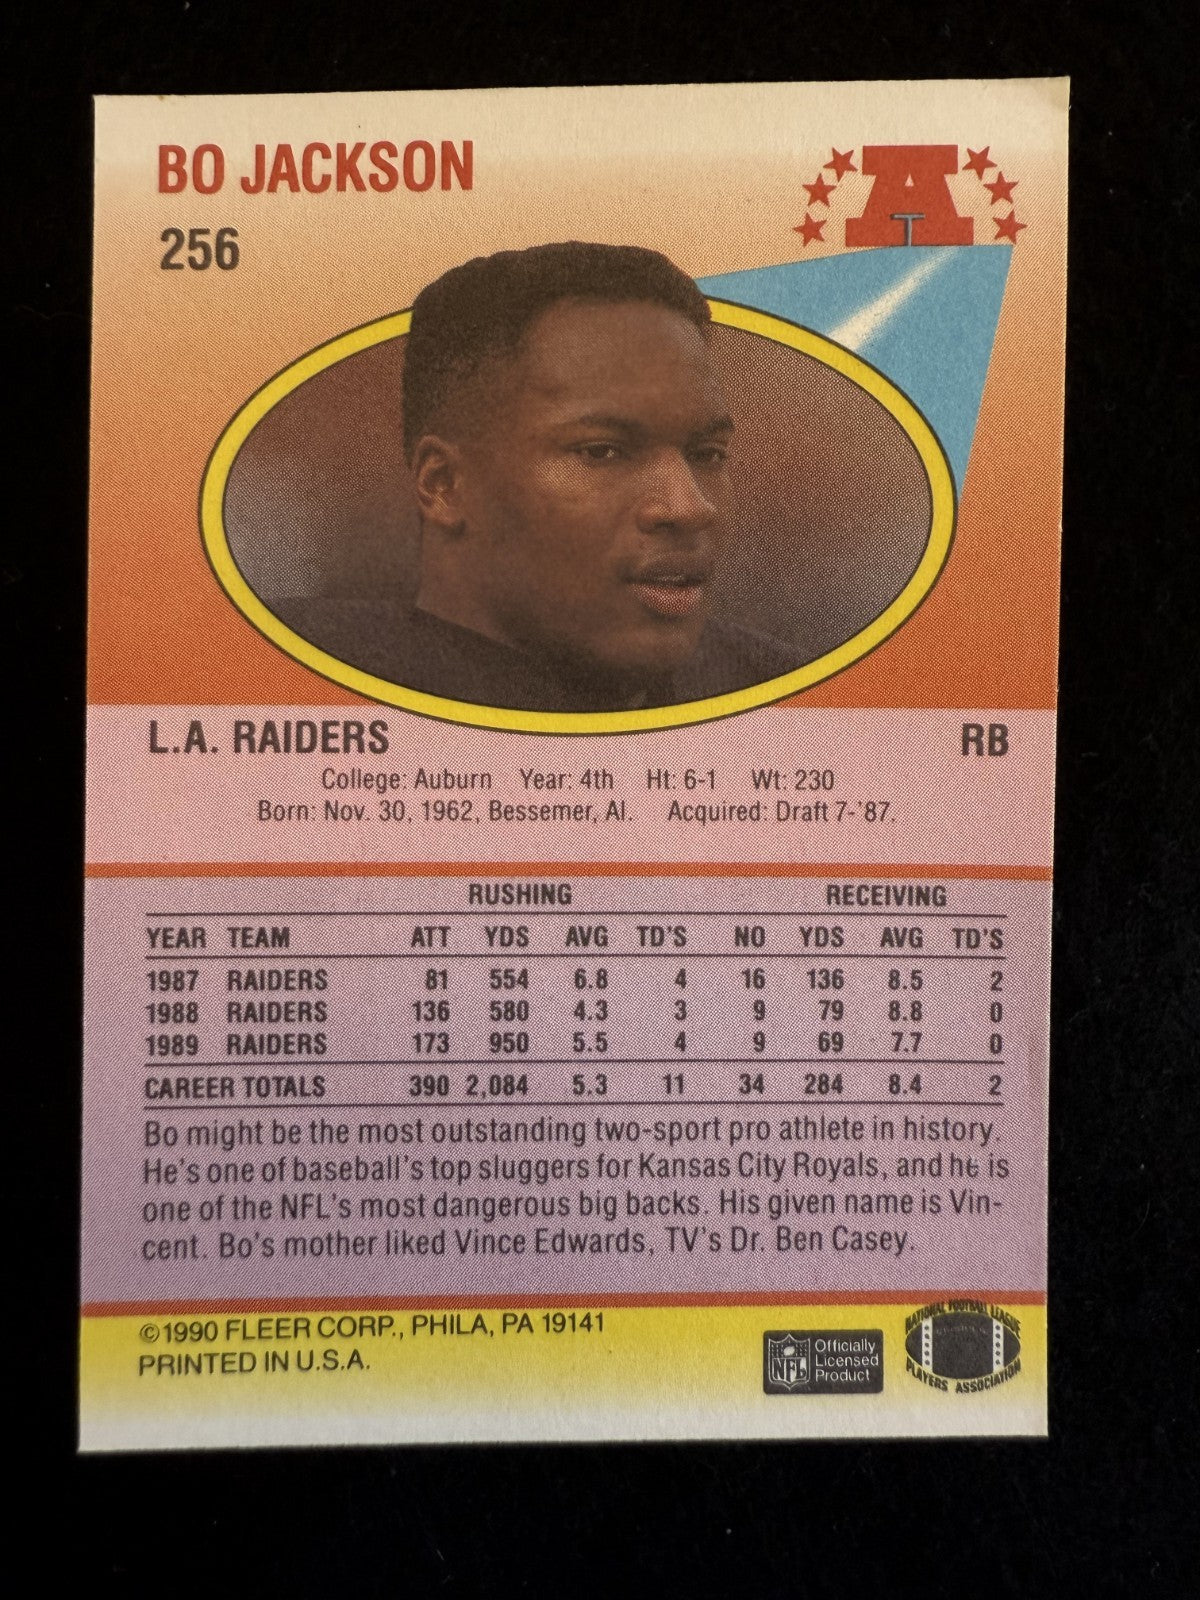 BO JACKSON
256
A
L.A. RAIDERS RB
College: Auburn Year: 4th Ht: 6-1 Wt: 230
Born: Nov. 30, 1962, Bessemer, Al. Acquired: Draft 7-'87.
RUSHING RECEIVING
YEAR TEAM ATT YDS AVG TD'S NO YDS AVG TD'S
1987 RAIDERS 81 554 6.8 4 16 136 8.5 2
1988 RAIDERS 136 580 4.3 3 9 79 8.8 0
1989 RAIDERS 173 950 5.5 4 9 69 7.7 0
CAREER TOTALS 390 2,084 5.3 11 34 284 8.4 2
Bo might be the most outstanding two-sport pro athlete in history.
He's one of baseball's top sluggers for Kansas City Royals, and he is
one of the NFL's most dangerous big backs. His given name is Vin-
cent. Bo's mother liked Vince Edwards, TV's Dr. Ben Casey.
©1990 FLEER CORP., PHILA, PA 19141
PRINTED IN U.S.A.
NFL
Officially
Licensed
Product
NATIONAL FOOTBALL LEAGUE
PLAYERS ASSOCIATION